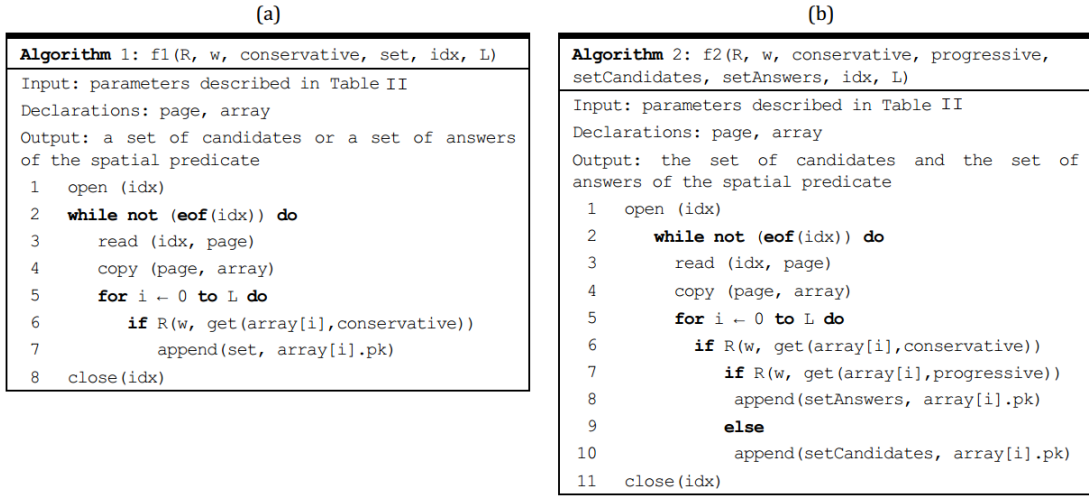 (a)
Algorithm 1: f1(R, w, conservative, set, idx, L)
Input: parameters described in Table II
Declarations: page, array
Output: a set of candidates or a set of answers
of the spatial predicate
1 open (idx)
2 while not (eof(idx)) do
3 read (idx, page)
4 copy (page, array)
5 for i ← 0 to L do
6 if R(w, get(array[i],conservative))
7 append(set, array[i].pk)
8 close(idx)
(b)
Algorithm 2: f2(R, w, conservative, progressive,
setCandidates, setAnswers, idx, L)
Input: parameters described in Table II
Declarations: page, array
Output: the set of candidates and the set of
answers of the spatial predicate
1 open (idx)
2 while not (eof(idx)) do
3 read (idx, page)
4 copy (page, array)
5 for i ← 0 to L do
6 if R(w, get(array[i],conservative))
7 if R(w, get(array[i],progressive))
8 append(setAnswers, array[i].pk)
9 else
10 append(setCandidates, array[i].pk)
11 close(idx)